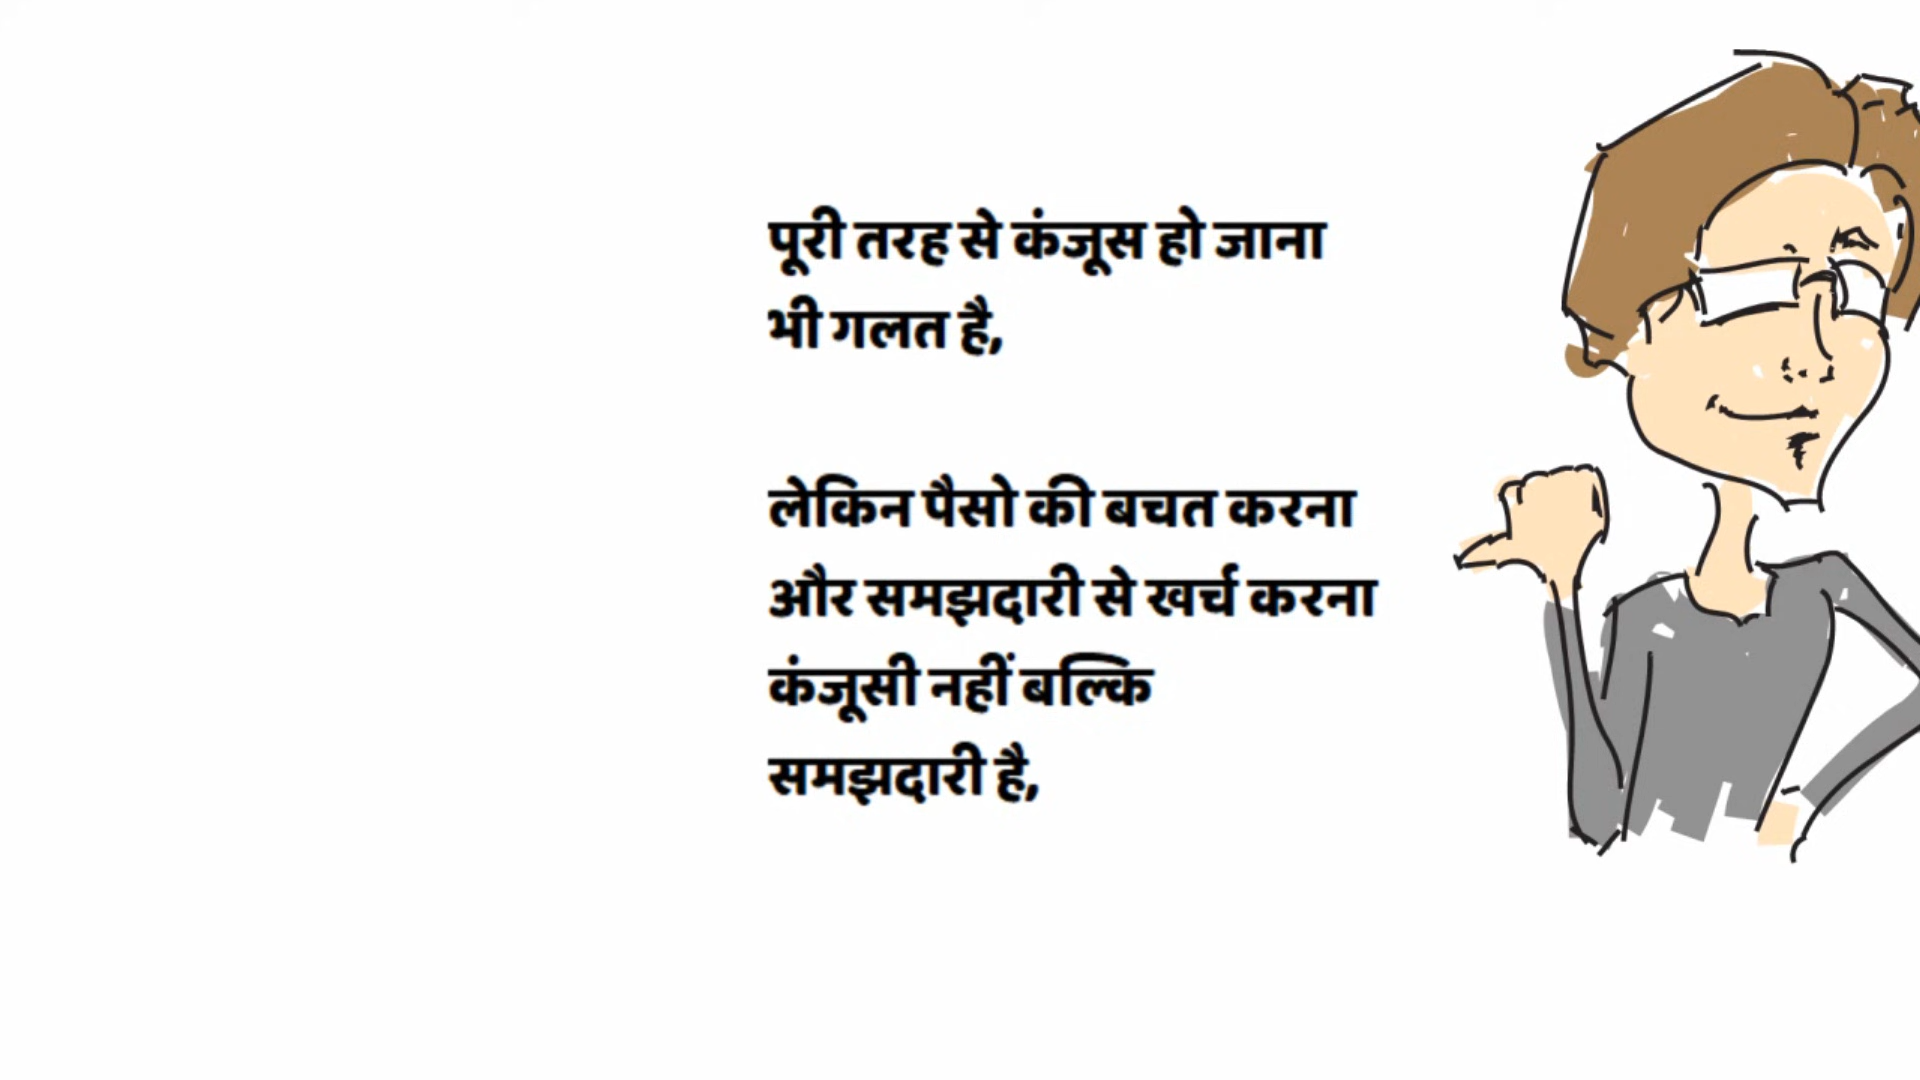 पूरी तरह से कंजूस हो जाना
भी गलत है,
लेकिन पैसो की बचत करना
और समझदारी से खर्च करना
कंजूसी नहीं बल्कि
समझदारी है,